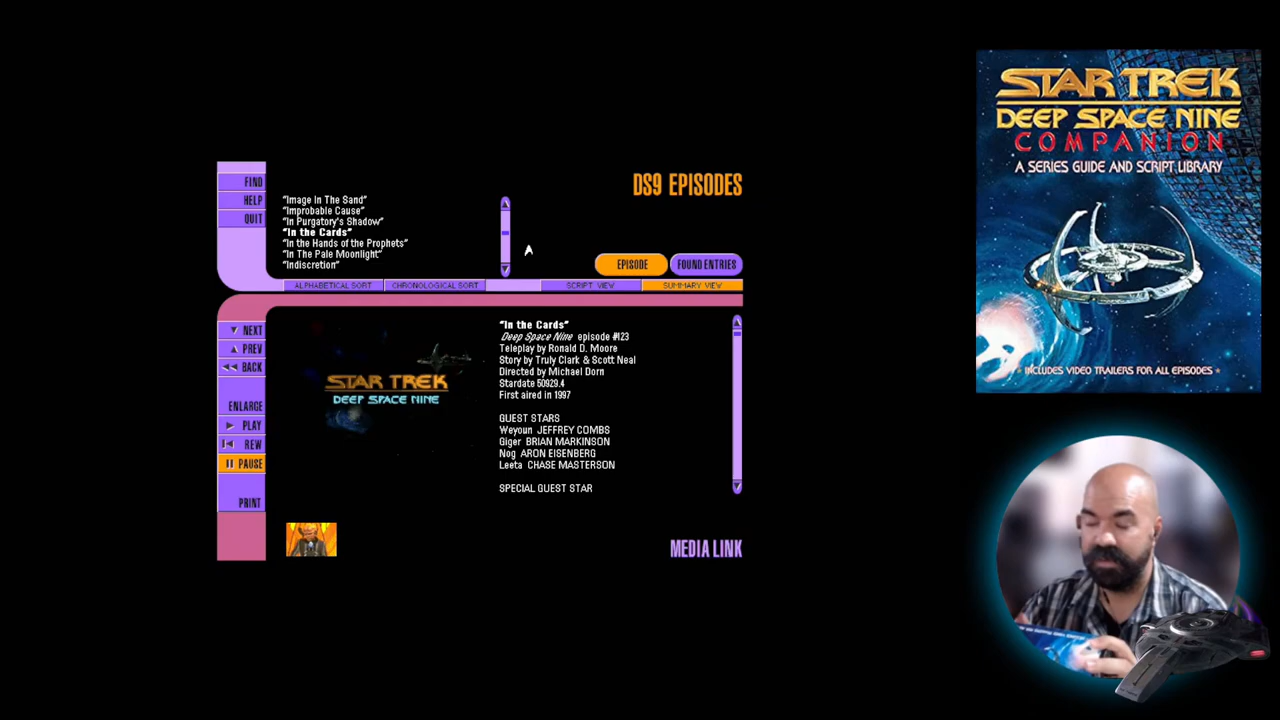 FIND
HELP
QUIT
"Image In The Sand"
"Improbable Cause"
"In Purgatory's Shadow"
"In the Cards"
"In the Hands of the Prophets"
"In The Pale Moonlight"
"Indiscretion"
DS9 EPISODES
EPISODE
FOUND ENTRIES
ALPHABETICAL SORT
CHRONOLOGICAL SORT
SCRIPT VIEW
SUMMARY VIEW
NEXT
PREV
BACK
ENLARGE
PLAY
REW
PAUSE
PRINT
STAR TREK
DEEP SPACE NINE
"In the Cards"
Deep Space Nine episode #123
Teleplay by Ronald D. Moore
Story by Truly Clark & Scott Neal
Directed by Michael Dorn
Stardate 50929.4
First aired in 1997
GUEST STARS
Weyoun JEFFREY COMBS
Giger BRIAN MARKINSON
Nog ARON EISENBERG
Leeta CHASE MASTERSON
SPECIAL GUEST STAR
MEDIA LINK
STAR TREK
DEEP SPACE NINE
COMPANION
A SERIES GUIDE AND SCRIPT LIBRARY
INCLUDES VIDEO TRAILERS FOR ALL EPISODES